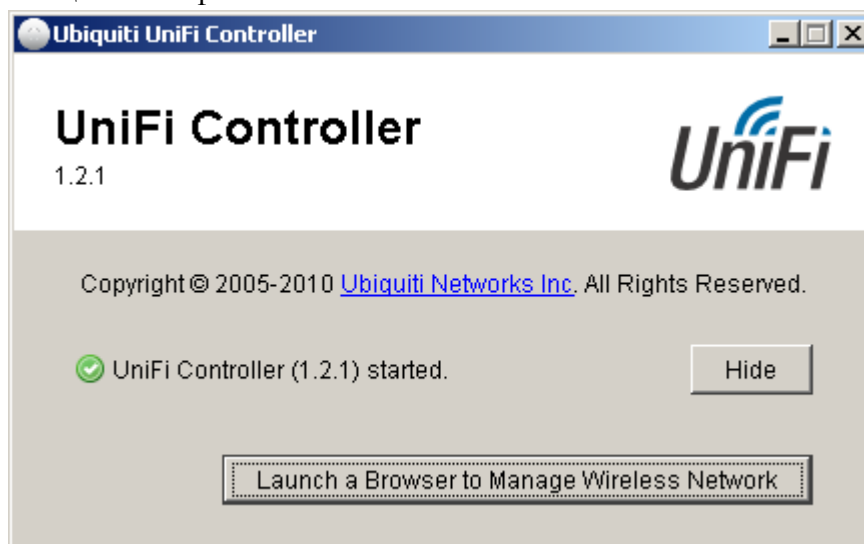 Ubiquiti UniFi Controller
UniFi Controller
1.2.1
UniFi
Copyright © 2005-2010 Ubiquiti Networks Inc. All Rights Reserved.
UniFi Controller (1.2.1) started.
Hide
Launch a Browser to Manage Wireless Network